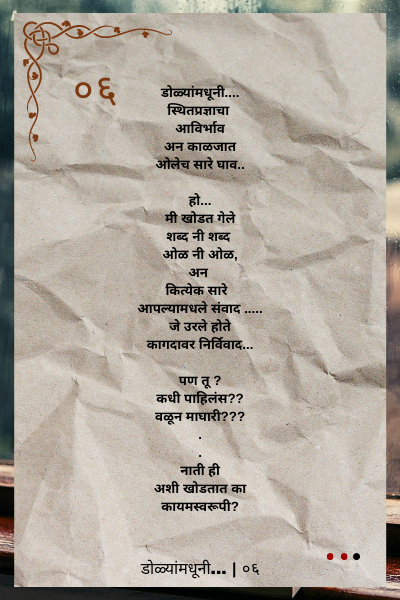 ०६
डोळ्यांमधूनी....
स्थितप्रज्ञाचा
आविर्भाव
अन काळजात
ओलेच सारे घाव..
हो...
मी खोडत गेले
शब्द नी शब्द
ओळ नी ओळ,
अन
कित्येक सारे
आपल्यामधले संवाद .....
जे उरले होते
कागदावर निर्विवाद...
पण तू ?
कधी पाहिलंस??
वळून माघारी???
.
.
नाती ही
अशी खोडतात का
कायमस्वरूपी?
डोळ्यांमधूनी... | ०६